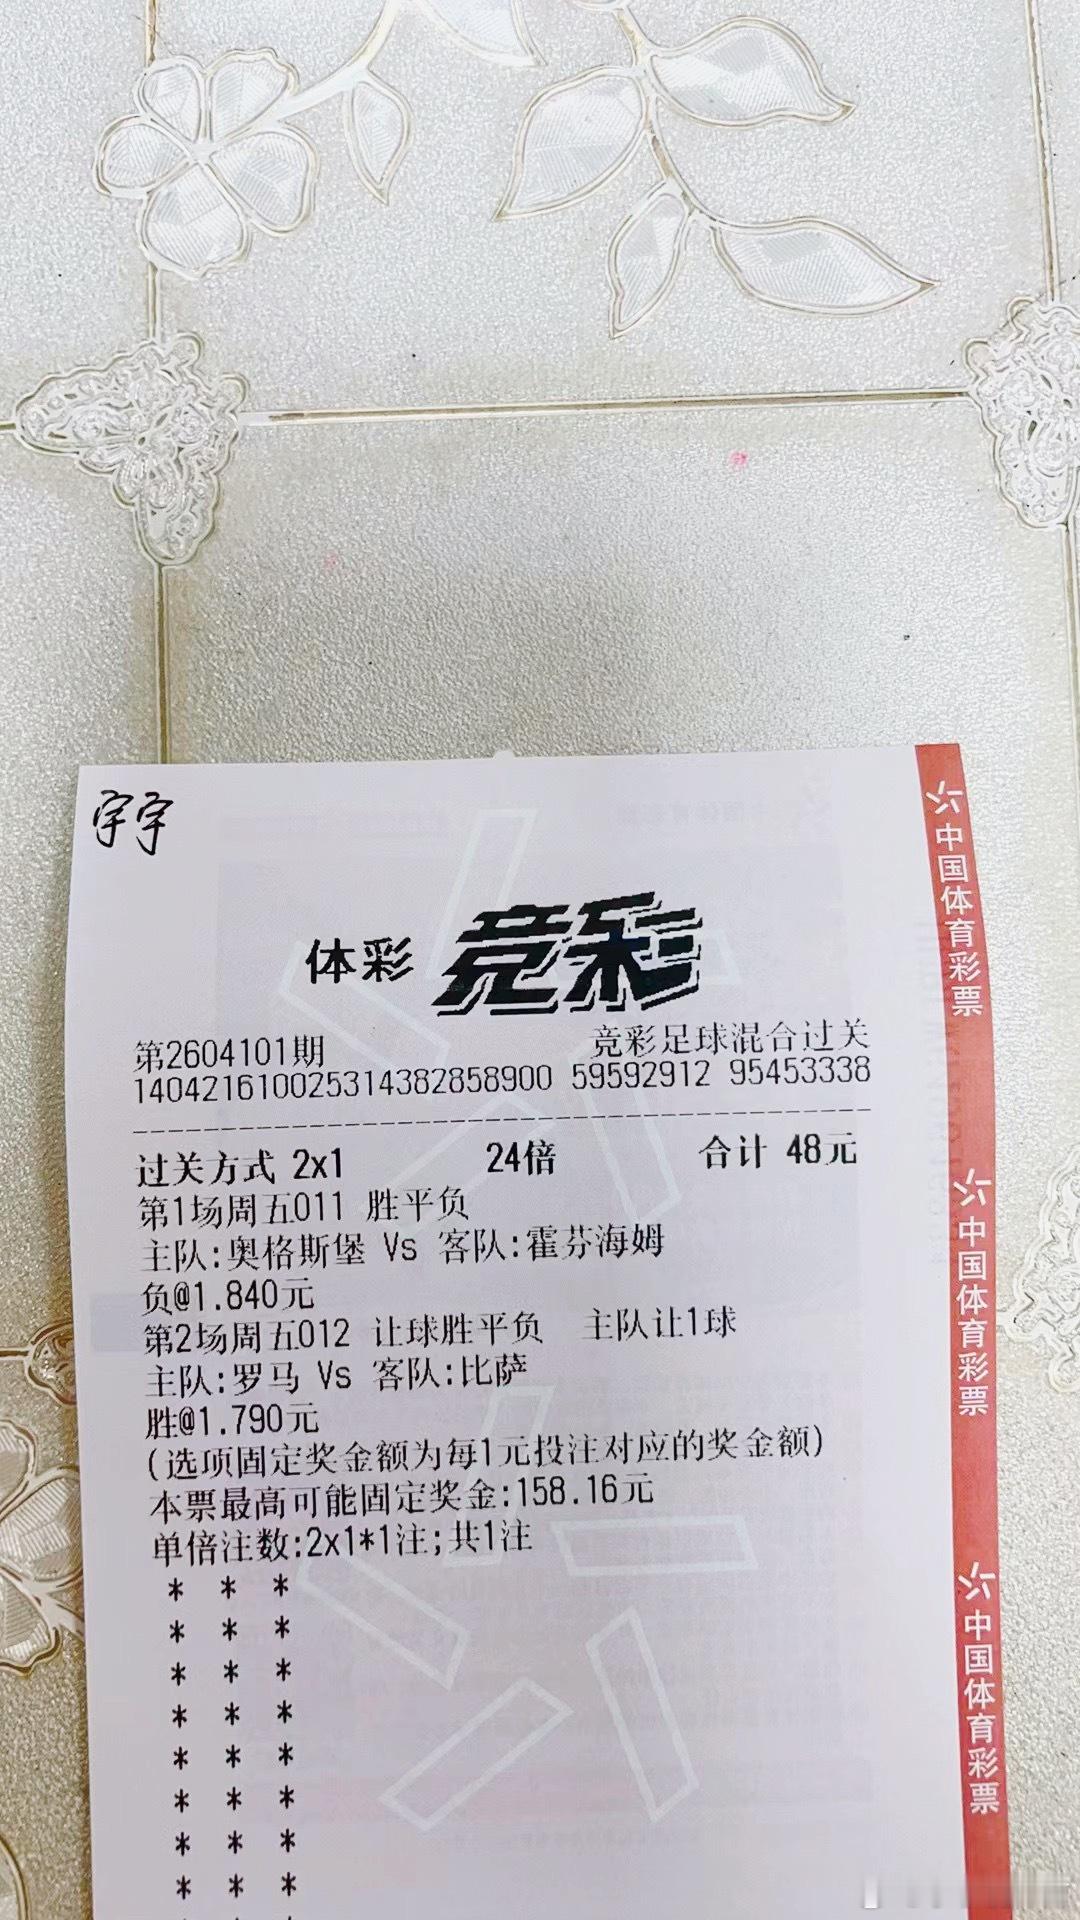 宇宇
体彩 竞彩
第2604101期 竞彩足球混合过关
140421610025314382858900 59592912 95453338
过关方式 2x1 24倍 合计 48元
第1场周五011 胜平负
主队:奥格斯堡 Vs 客队:霍芬海姆
负@1.840元
第2场周五012 让球胜平负 主队让1球
主队:罗马 Vs 客队:比萨
胜@1.790元
(选项固定奖金额为每1元投注对应的奖金额)
本票最高可能固定奖金:158.16元
单倍注数:2x1*1注;共1注
* * *
* * *
* * *
* * *
* * *
* * *
* * *
* * *
中国体育彩票
中国体育彩票
中国体育彩票